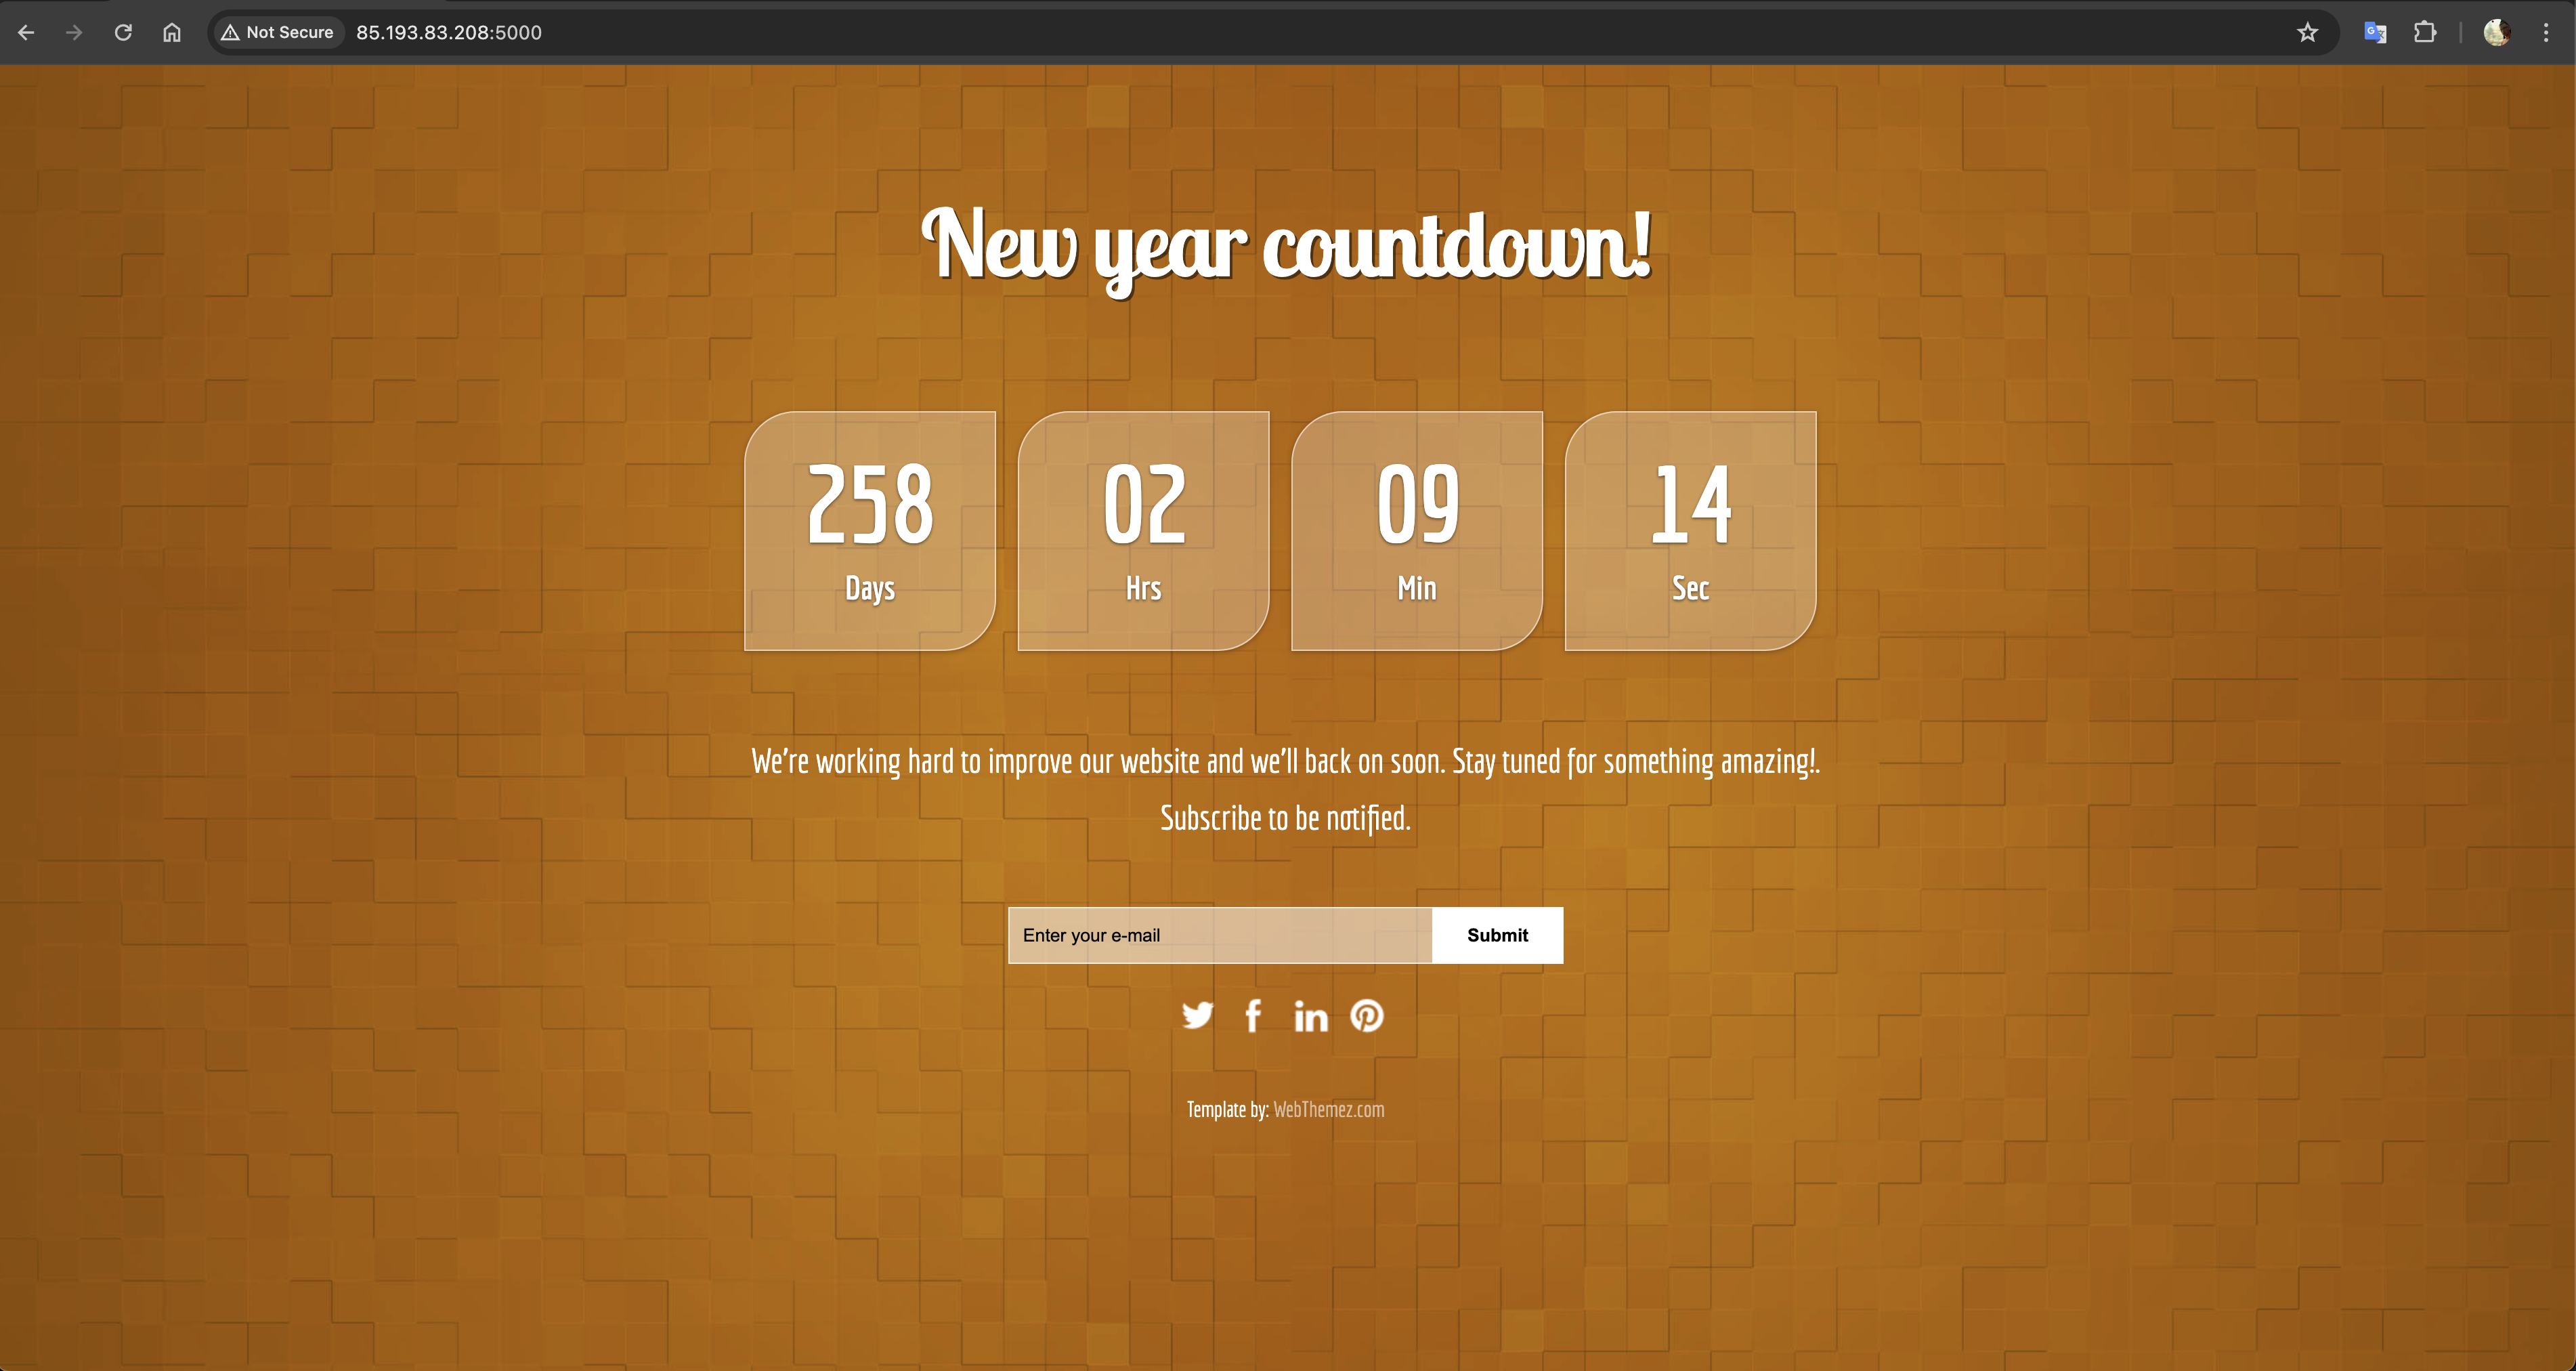 Not Secure 85.193.83.208:5000
New year countdown!
258 02 09 14
Days Hrs Min Sec
We're working hard to improve our website and we'll back on soon. Stay tuned for something amazing!.
Subscribe to be notified.
Enter your e-mail Submit
Template by: WebThemez.com